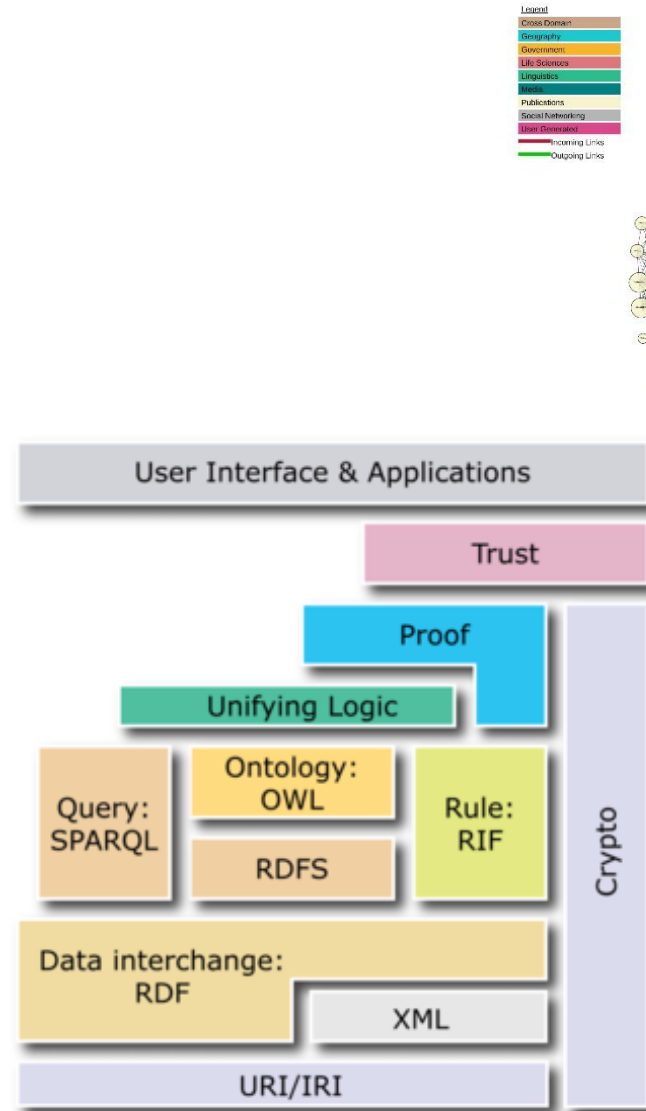 Legend
Cross Domain
Geography
Government
Life Sciences
Linguistics
Media
Publications
Social Networking
User Generated
Incoming Links
Outgoing Links
User Interface & Applications
Trust
Proof
Unifying Logic
Query:
SPARQL
Ontology:
OWL
RDFS
Rule:
RIF
Crypto
Data interchange:
RDF
XML
URI/IRI